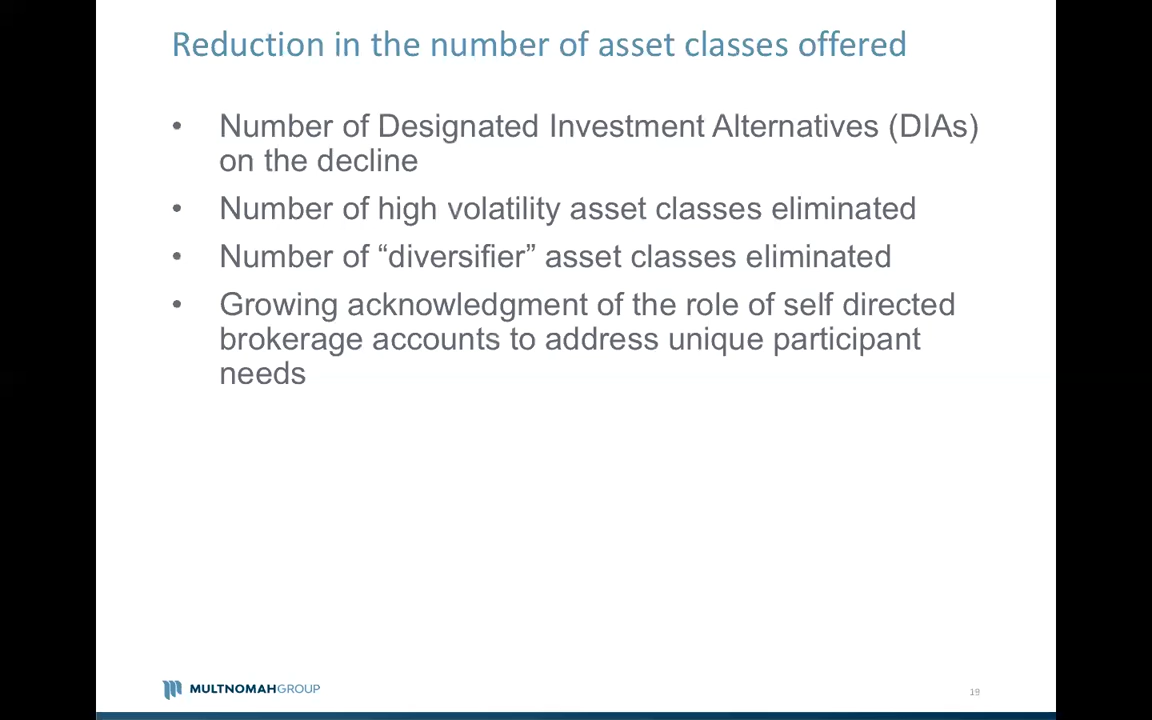 Reduction in the number of asset classes offered
• Number of Designated Investment Alternatives (DIAs)
on the decline
• Number of high volatility asset classes eliminated
• Number of “diversifier” asset classes eliminated
• Growing acknowledgment of the role of self directed
brokerage accounts to address unique participant
needs
MULTNOMAHGROUP
19